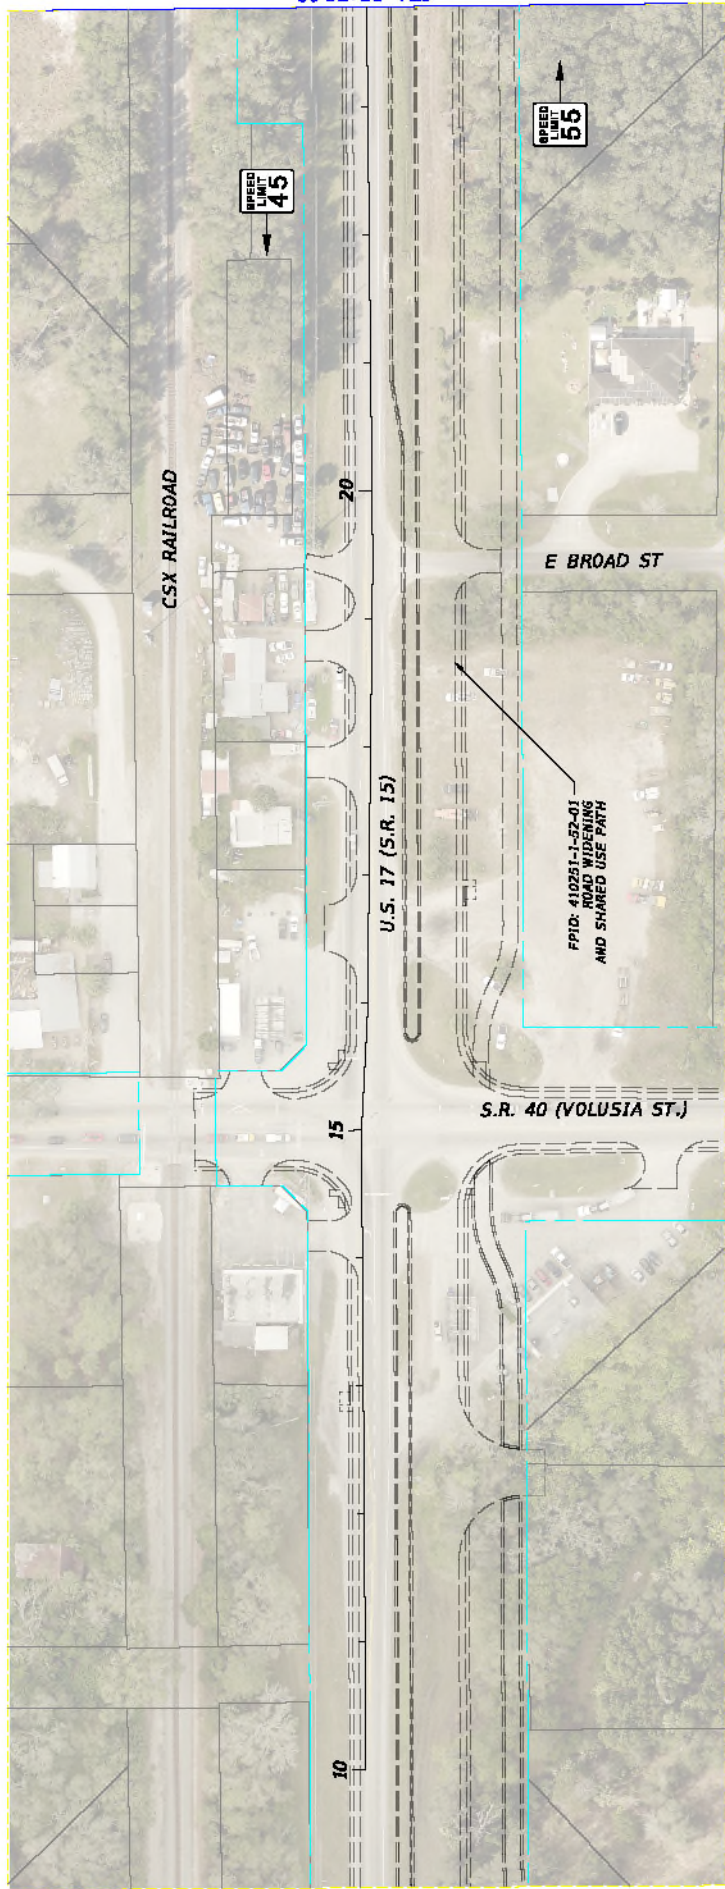 SPEED
LIMIT
55
SPEED
LIMIT
45
20
CSX RAILROAD
E BROAD ST
U.S. 17 (S.R. 15)
FPID: 410251-1-52-01
ROAD WIDENING
AND SHARED USE PATH
S.R. 40 (VOLUSIA ST.)
15
10